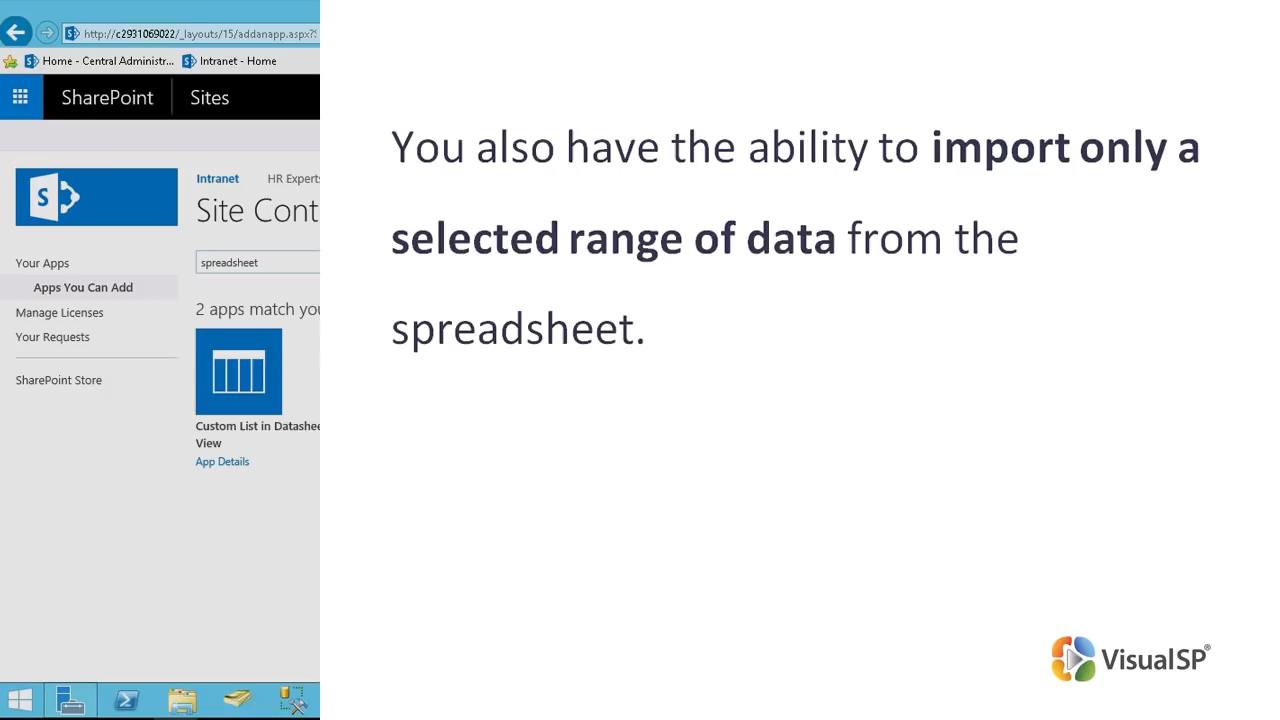 http://c2931069022/_layouts/15/addanapp.aspx?S
Home - Central Administr... Intranet - Home
SharePoint Sites
Intranet HR Experts
Site Cont
Your Apps
Apps You Can Add
Manage Licenses
Your Requests
SharePoint Store
spreadsheet
2 apps match you
Custom List in Datashee
View
App Details
You also have the ability to import only a
selected range of data from the
spreadsheet.
VisualSP®